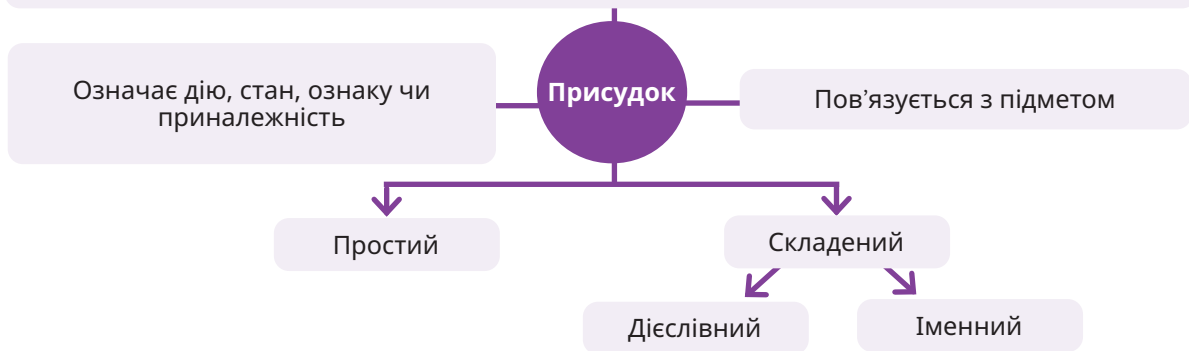 Означає дію, стан, ознаку чи
приналежність
Присудок
Пов’язується з підметом
Простий
Складений
Дієслівний
Іменний